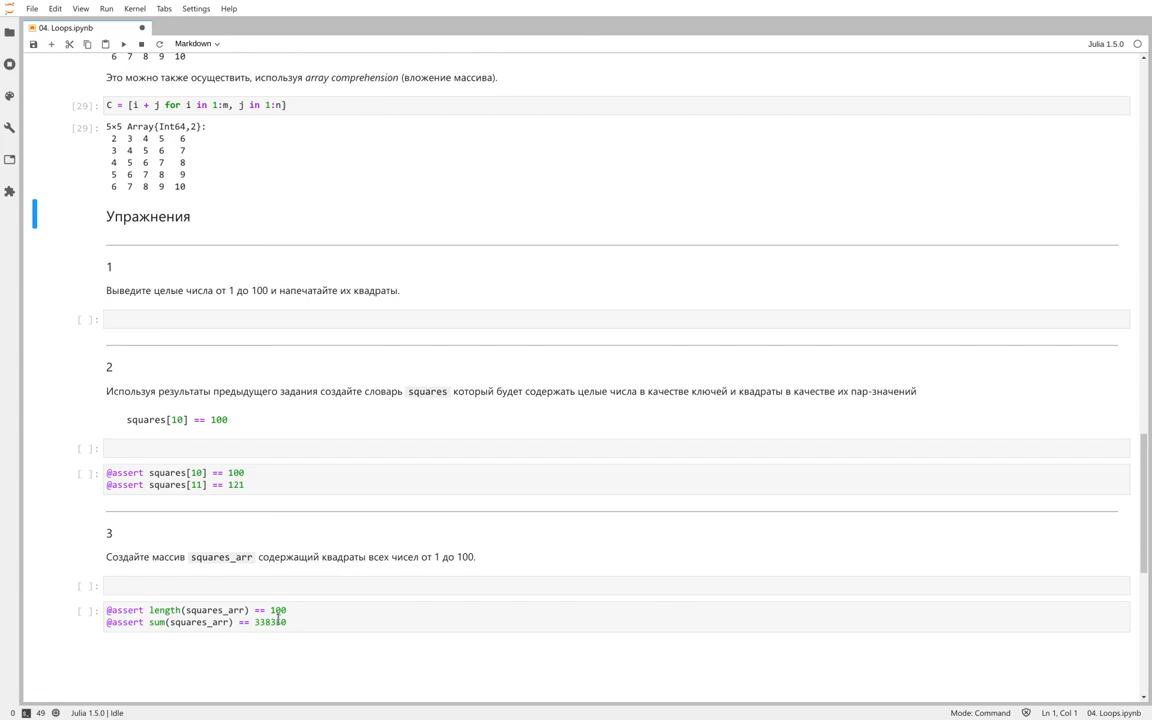 File Edit View Run Kernel Tabs Settings Help
04. Loops.ipynb
Markdown
Julia 1.5.0
6 7 8 9 10
Это можно также осуществить, используя array comprehension (вложение массива).
[29]: C = [i + j for i in 1:m, j in 1:n]
[29]: 5×5 Array{Int64,2}:
2 3 4 5 6
3 4 5 6 7
4 5 6 7 8
5 6 7 8 9
6 7 8 9 10
Упражнения
1
Выведите целые числа от 1 до 100 и напечатайте их квадраты.
[ ]:
2
Используя результаты предыдущего задания создайте словарь squares который будет содержать целые числа в качестве ключей и квадраты в качестве их пар-значений
squares[10] == 100
[ ]:
[ ]: @assert squares[10] == 100
@assert squares[11] == 121
3
Создайте массив squares_arr содержащий квадраты всех чисел от 1 до 100.
[ ]:
[ ]: @assert length(squares_arr) == 100
@assert sum(squares_arr) == 338350
0 49 Julia 1.5.0 | Idle Mode: Command Ln 1, Col 1 04. Loops.ipynb